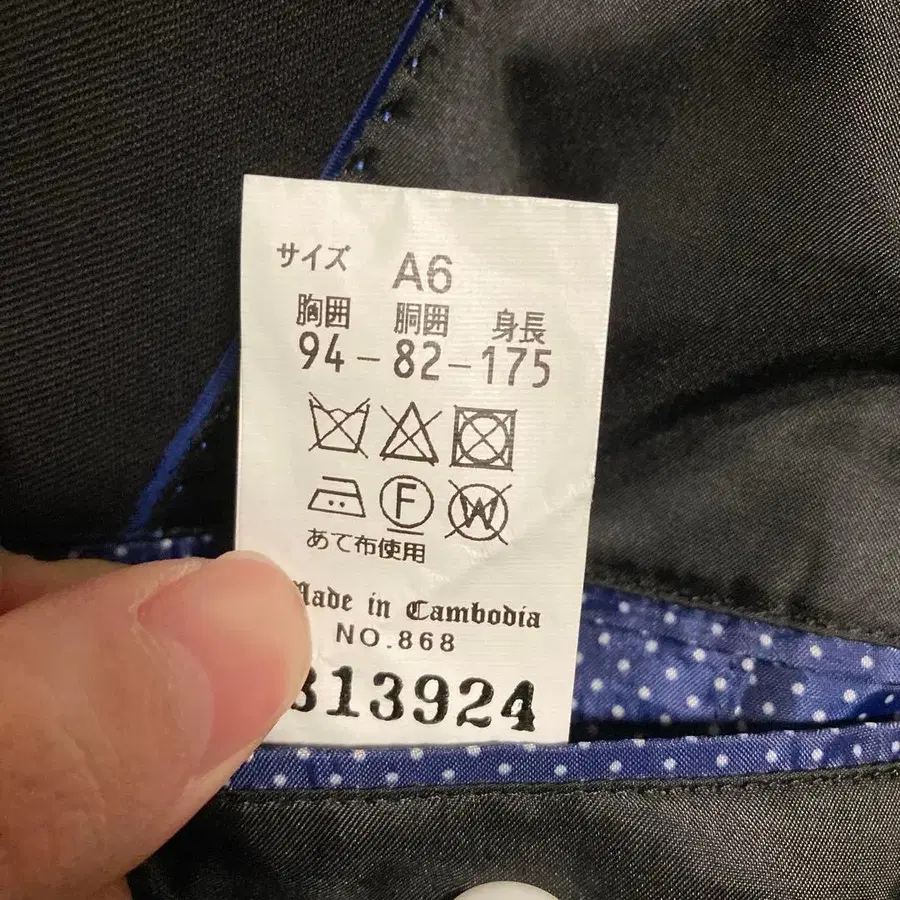 サイズ A6
胸囲 胴囲 身長
94-82-175
F W
あて布使用
Made in Cambodia
NO.868
313924